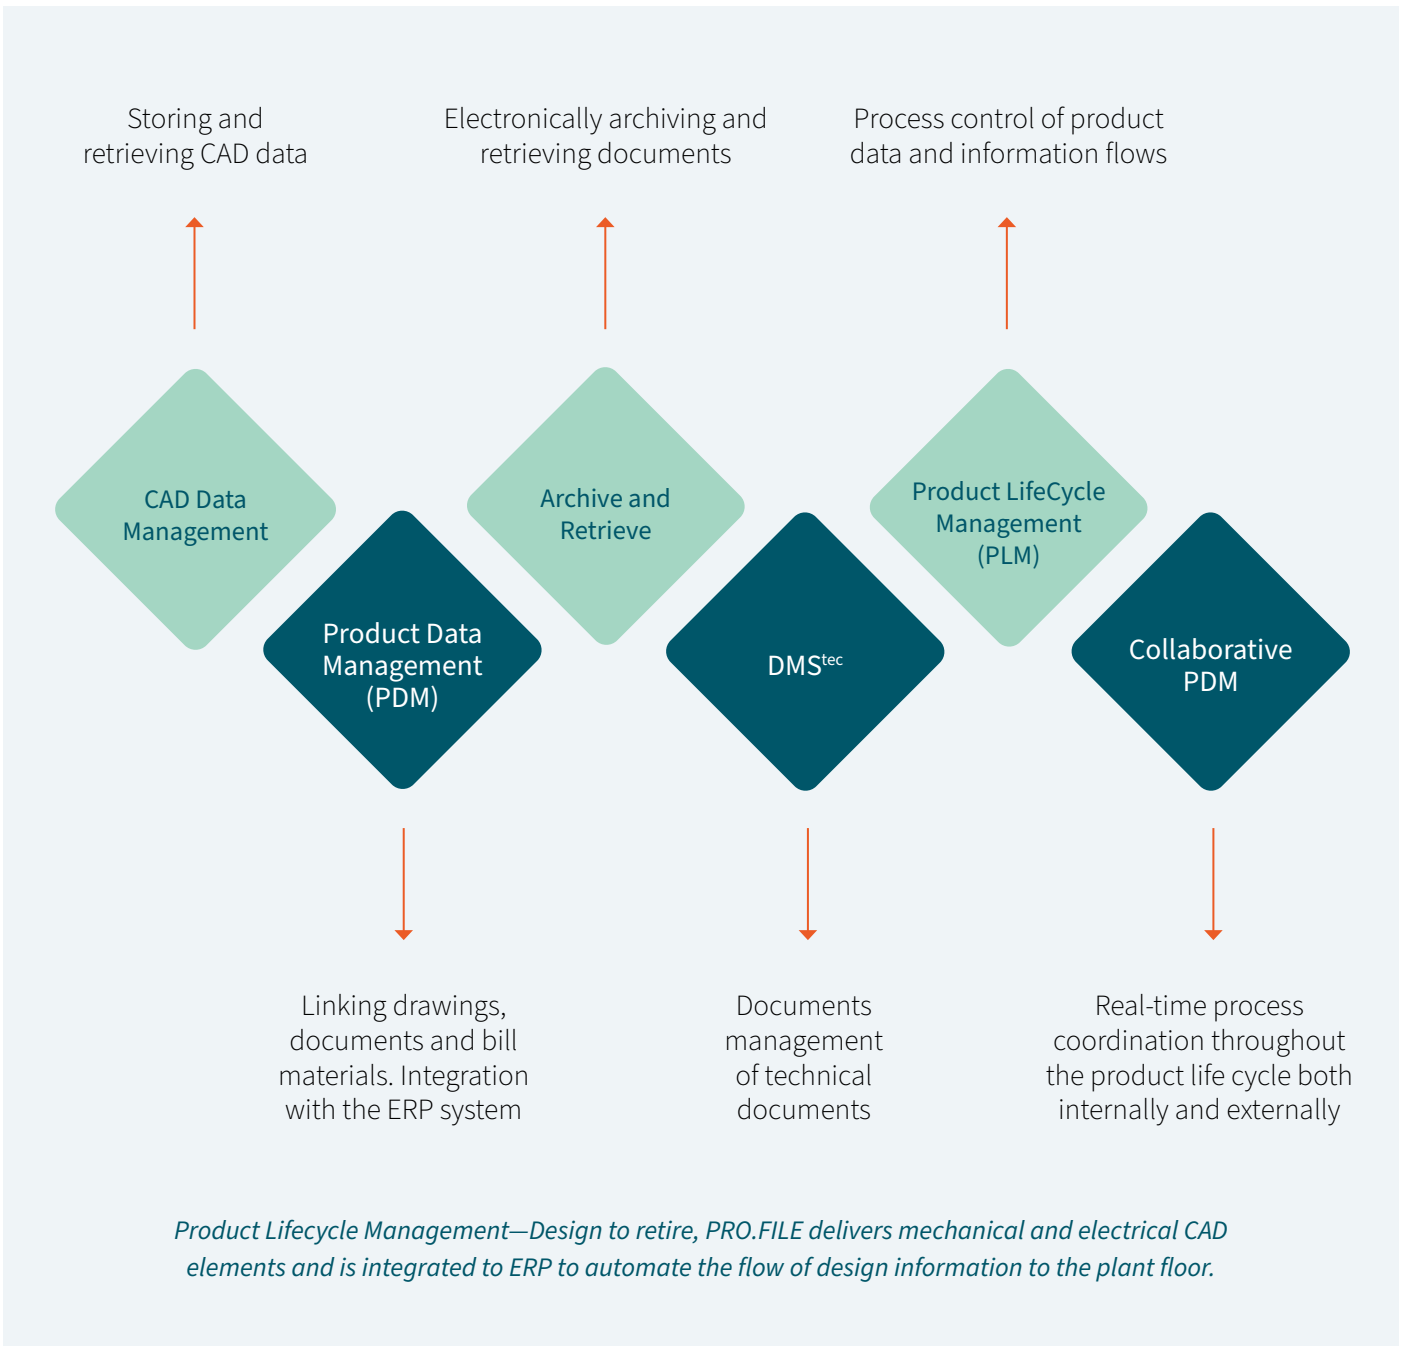 Storing and
retrieving CAD data
Electronically archiving and
retrieving documents
Process control of product
data and information flows
CAD Data
Management
Archive and
Retrieve
Product LifeCycle
Management
(PLM)
Product Data
Management
(PDM)
DMStec
Collaborative
PDM
Linking drawings,
documents and bill
materials. Integration
with the ERP system
Documents
management
of technical
documents
Real-time process
coordination throughout
the product life cycle both
internally and externally
Product Lifecycle Management—Design to retire, PRO.FILE delivers mechanical and electrical CAD
elements and is integrated to ERP to automate the flow of design information to the plant floor.